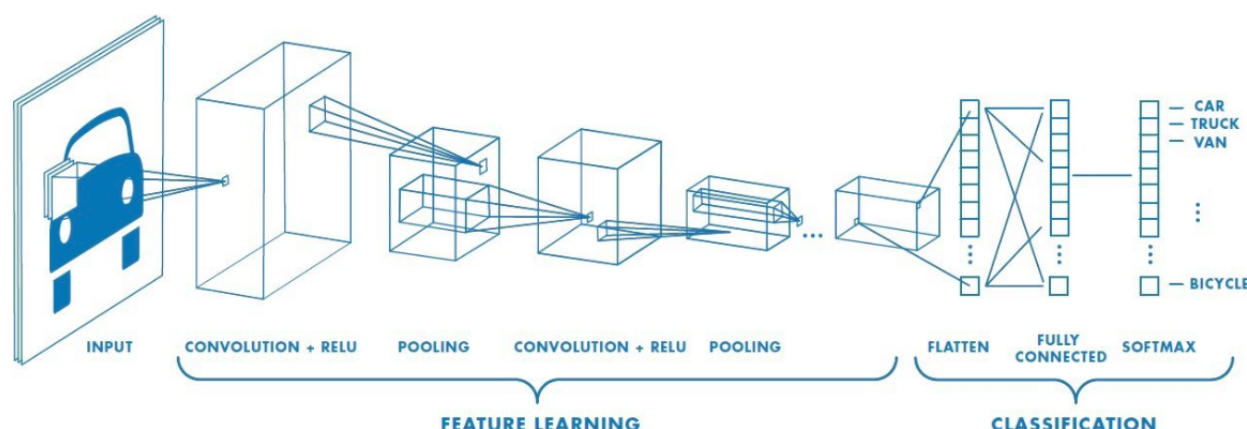 CAR
TRUCK
VAN
BICYCLE
INPUT
CONVOLUTION + RELU
POOLING
CONVOLUTION + RELU
POOLING
FLATTEN
FULLY
CONNECTED
SOFTMAX
FEATURE LEARNING
CLASSIFICATION